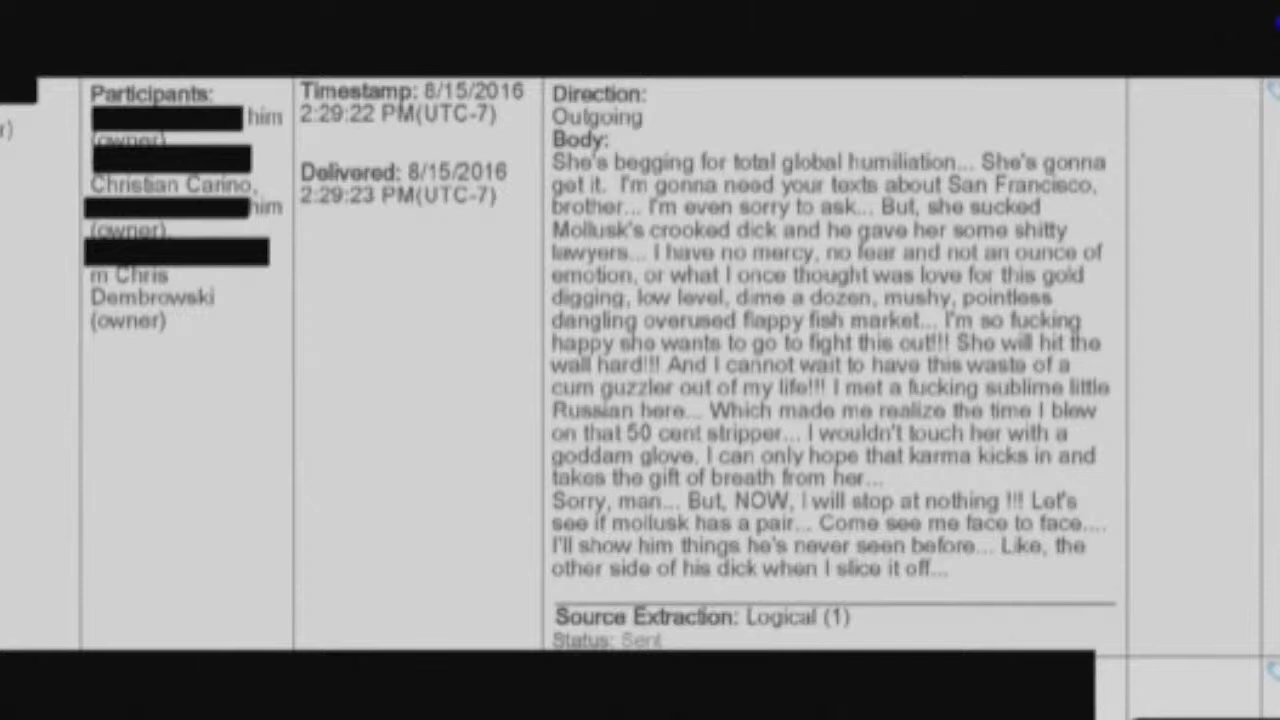 r)
Participants:
him
(owner)
Christian Carino,
him
(owner),
m Chris
Dembrowski
(owner)
Timestamp: 8/15/2016
2:29:22 PM(UTC-7)
Delivered: 8/15/2016
2:29:23 PM(UTC-7)
Direction:
Outgoing
Body:
She's begging for total global humiliation... She's gonna
get it. I'm gonna need your texts about San Francisco,
brother... I'm even sorry to ask... But, she sucked
Mollusk's crooked dick and he gave her some shitty
lawyers... I have no mercy, no fear and not an ounce of
emotion, or what I once thought was love for this gold
digging, low level, dime a dozen, mushy, pointless
dangling overused flappy fish market... I'm so fucking
happy she wants to go to fight this out!!! She will hit the
wall hard!!! And I cannot wait to have this waste of a
cum guzzler out of my life!!! I met a fucking sublime little
Russian here... Which made me realize the time I blew
on that 50 cent stripper... I wouldn't touch her with a
goddam glove. I can only hope that karma kicks in and
takes the gift of breath from her...
Sorry, man... But, NOW, I will stop at nothing !!! Let's
see if mollusk has a pair... Come see me face to face....
I'll show him things he's never seen before... Like, the
other side of his dick when I slice it off...
Source Extraction: Logical (1)
Status: Sent